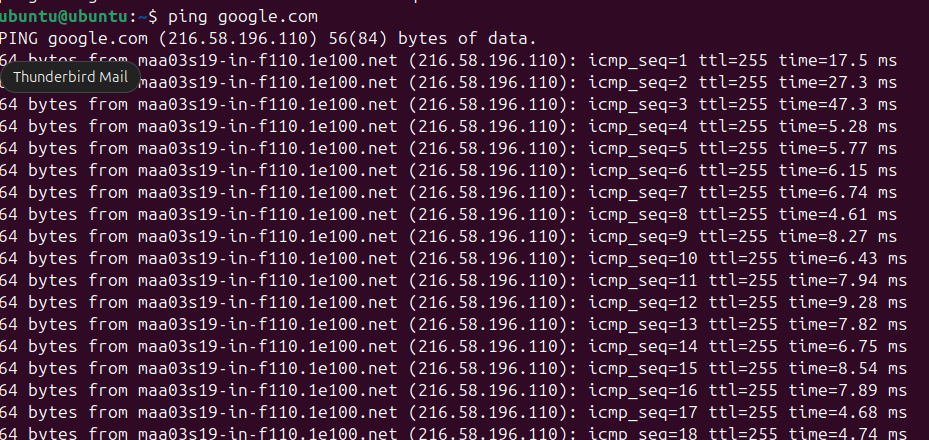 ubuntu@ubuntu:~$ ping google.com
PING google.com (216.58.196.110) 56(84) bytes of data.
64 bytes from maa03s19-in-f110.1e100.net (216.58.196.110): icmp_seq=1 ttl=255 time=17.5 ms
Thunderbird Mail
maa03s19-in-f110.1e100.net (216.58.196.110): icmp_seq=2 ttl=255 time=27.3 ms
64 bytes from maa03s19-in-f110.1e100.net (216.58.196.110): icmp_seq=3 ttl=255 time=47.3 ms
64 bytes from maa03s19-in-f110.1e100.net (216.58.196.110): icmp_seq=4 ttl=255 time=5.28 ms
64 bytes from maa03s19-in-f110.1e100.net (216.58.196.110): icmp_seq=5 ttl=255 time=5.77 ms
64 bytes from maa03s19-in-f110.1e100.net (216.58.196.110): icmp_seq=6 ttl=255 time=6.15 ms
64 bytes from maa03s19-in-f110.1e100.net (216.58.196.110): icmp_seq=7 ttl=255 time=6.74 ms
64 bytes from maa03s19-in-f110.1e100.net (216.58.196.110): icmp_seq=8 ttl=255 time=4.61 ms
64 bytes from maa03s19-in-f110.1e100.net (216.58.196.110): icmp_seq=9 ttl=255 time=8.27 ms
64 bytes from maa03s19-in-f110.1e100.net (216.58.196.110): icmp_seq=10 ttl=255 time=6.43 ms
64 bytes from maa03s19-in-f110.1e100.net (216.58.196.110): icmp_seq=11 ttl=255 time=7.94 ms
64 bytes from maa03s19-in-f110.1e100.net (216.58.196.110): icmp_seq=12 ttl=255 time=9.28 ms
64 bytes from maa03s19-in-f110.1e100.net (216.58.196.110): icmp_seq=13 ttl=255 time=7.82 ms
64 bytes from maa03s19-in-f110.1e100.net (216.58.196.110): icmp_seq=14 ttl=255 time=6.75 ms
64 bytes from maa03s19-in-f110.1e100.net (216.58.196.110): icmp_seq=15 ttl=255 time=8.54 ms
64 bytes from maa03s19-in-f110.1e100.net (216.58.196.110): icmp_seq=16 ttl=255 time=7.89 ms
64 bytes from maa03s19-in-f110.1e100.net (216.58.196.110): icmp_seq=17 ttl=255 time=4.68 ms
64 bytes from maa03s19-in-f110.1e100.net (216.58.196.110): icmp_seq=18 ttl=255 time=4.74 ms